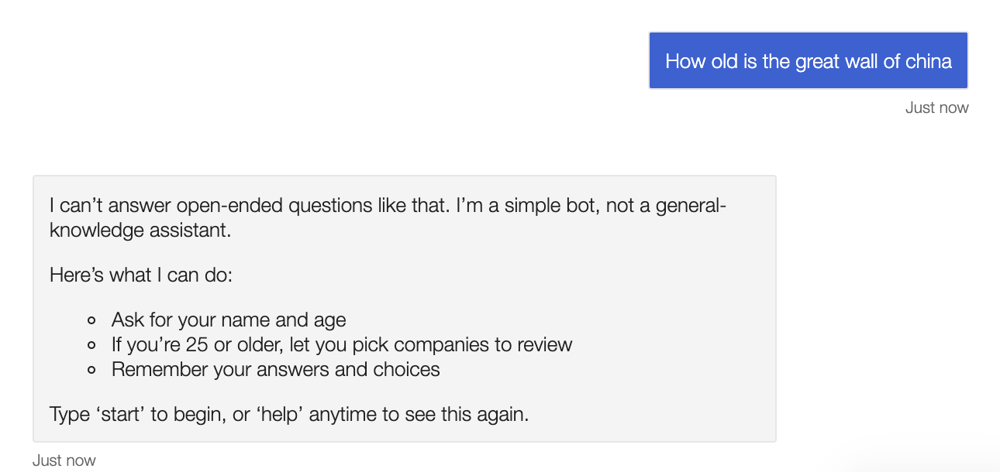 How old is the great wall of china
Just now
I can’t answer open-ended questions like that. I’m a simple bot, not a general-
knowledge assistant.
Here’s what I can do:
Ask for your name and age
If you’re 25 or older, let you pick companies to review
Remember your answers and choices
Type ‘start’ to begin, or ‘help’ anytime to see this again.
Just now